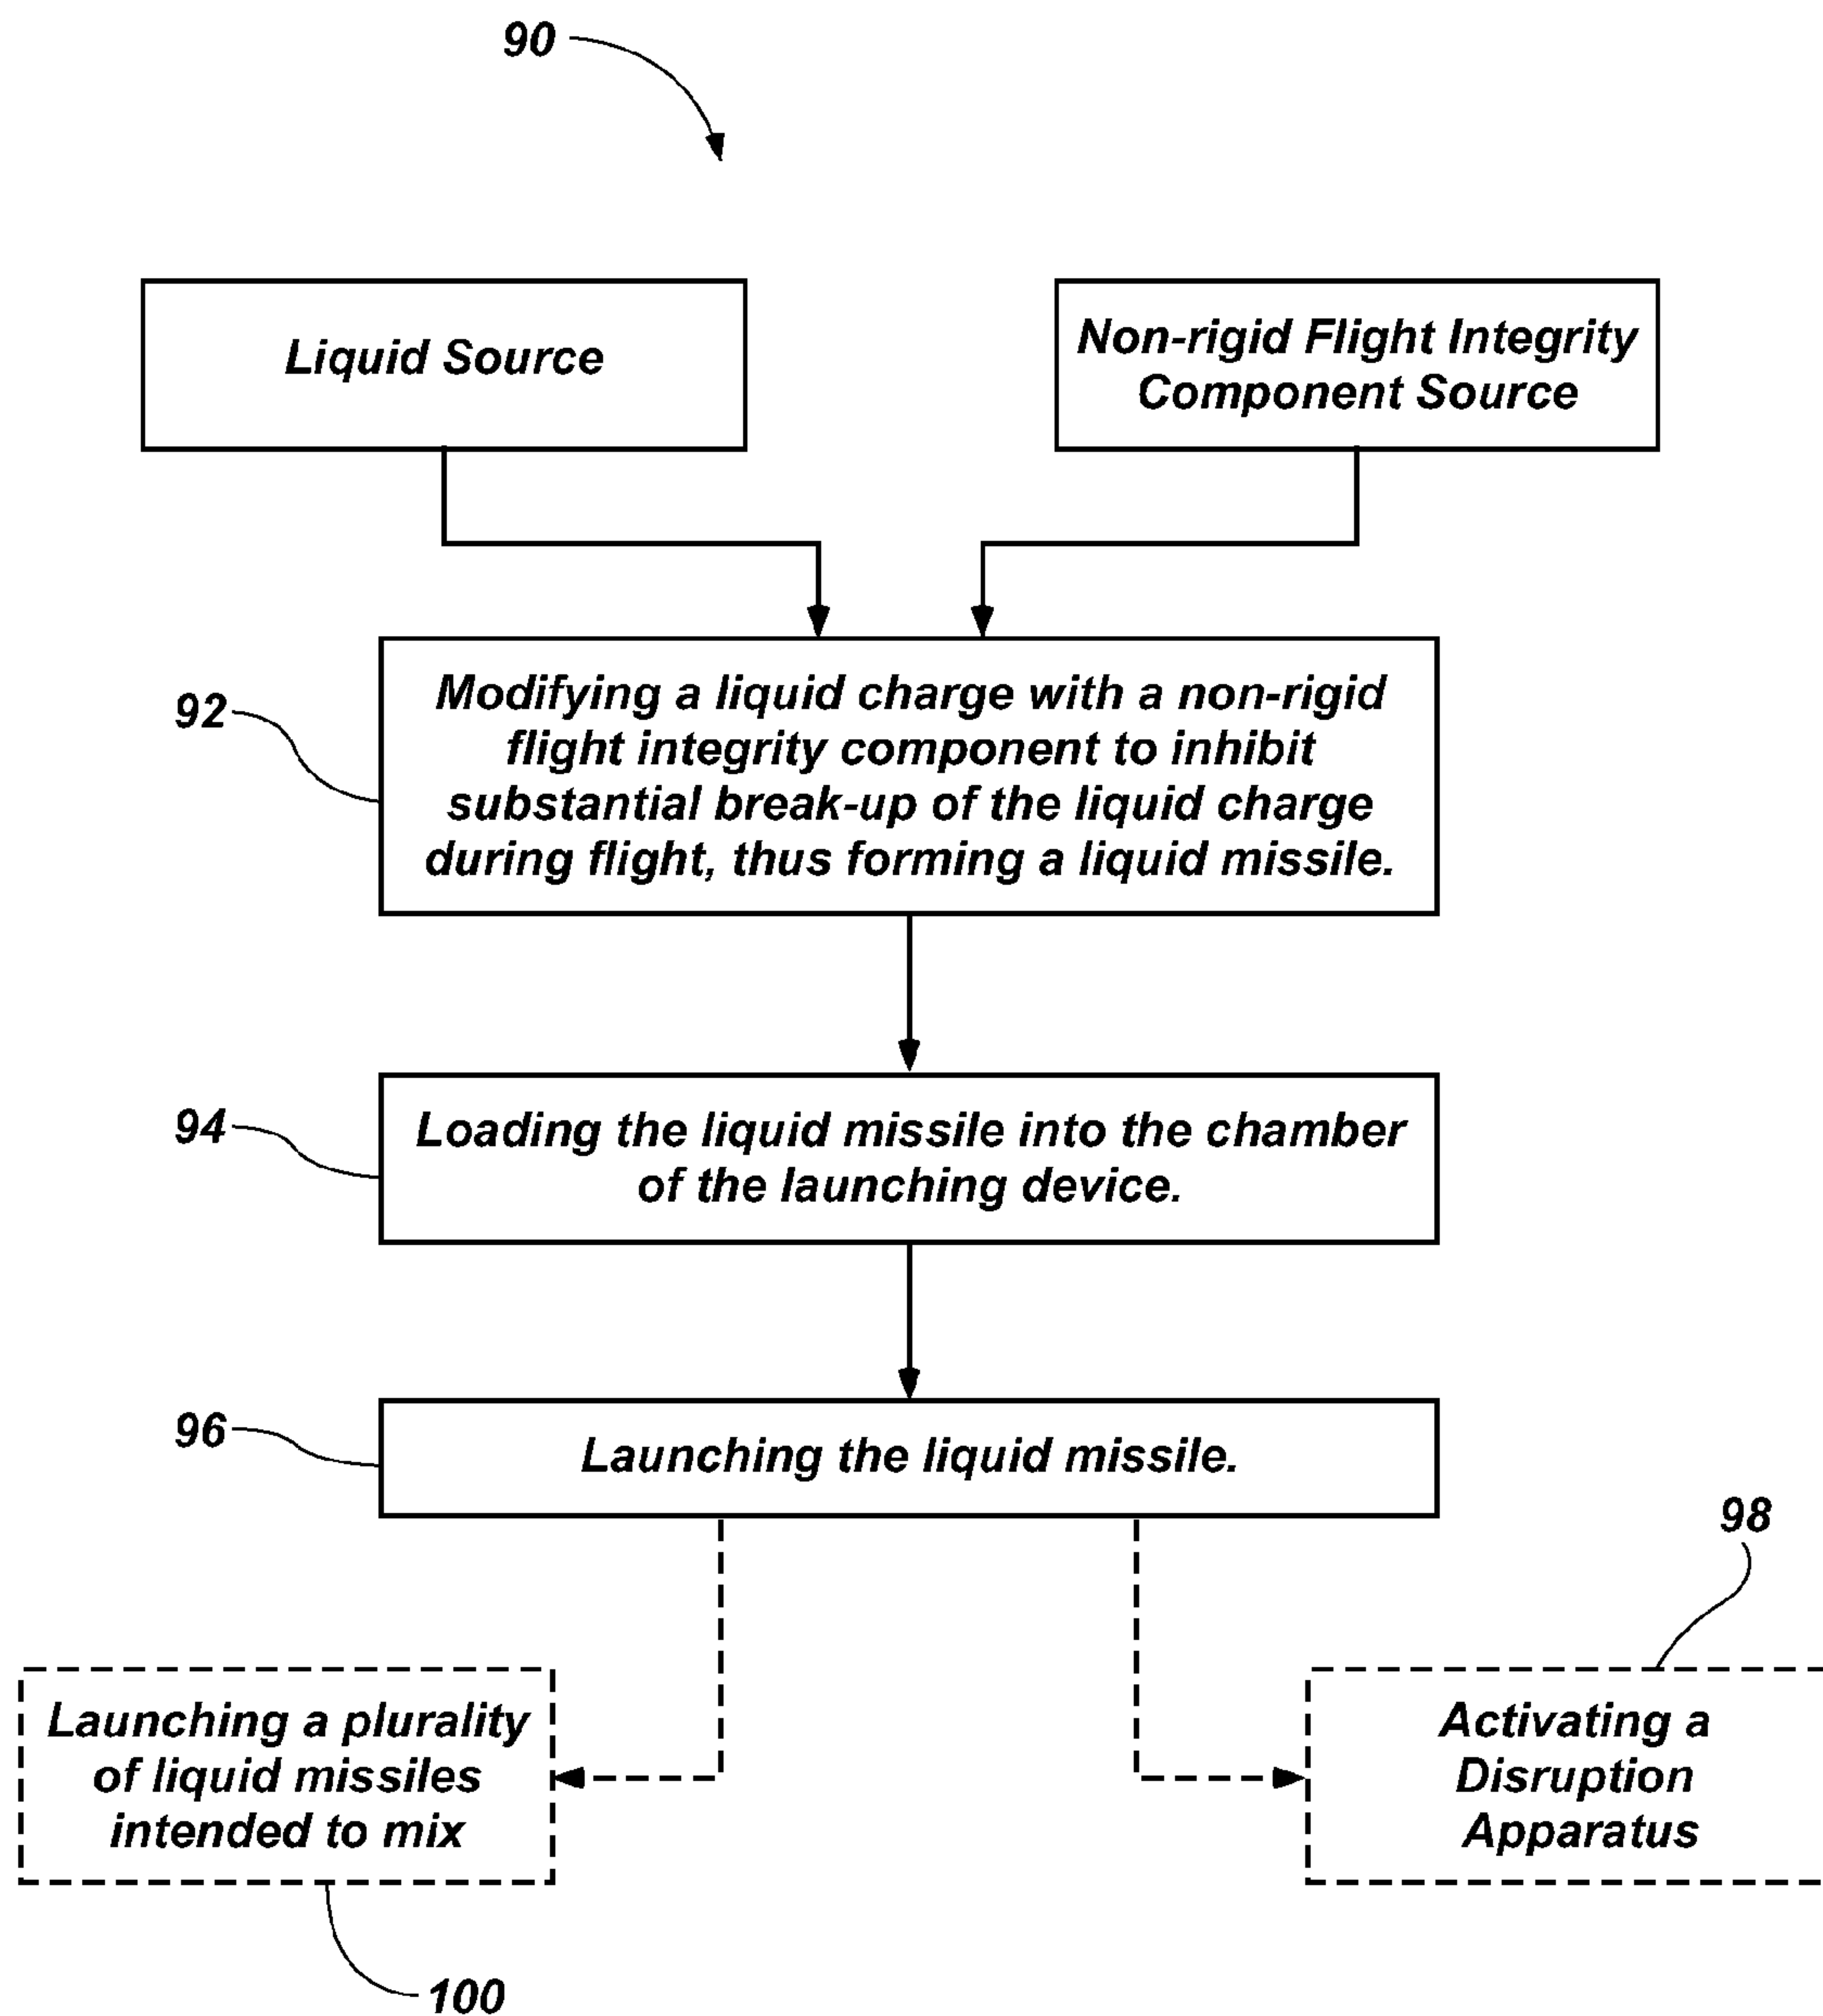 90
Liquid Source
Non-rigid Flight Integrity
Component Source
92
Modifying a liquid charge with a non-rigid
flight integrity component to inhibit
substantial break-up of the liquid charge
during flight, thus forming a liquid missile.
94
Loading the liquid missile into the chamber
of the launching device.
96
Launching the liquid missile.
98
Launching a plurality
of liquid missiles
intended to mix
Activating a
Disruption
Apparatus
100